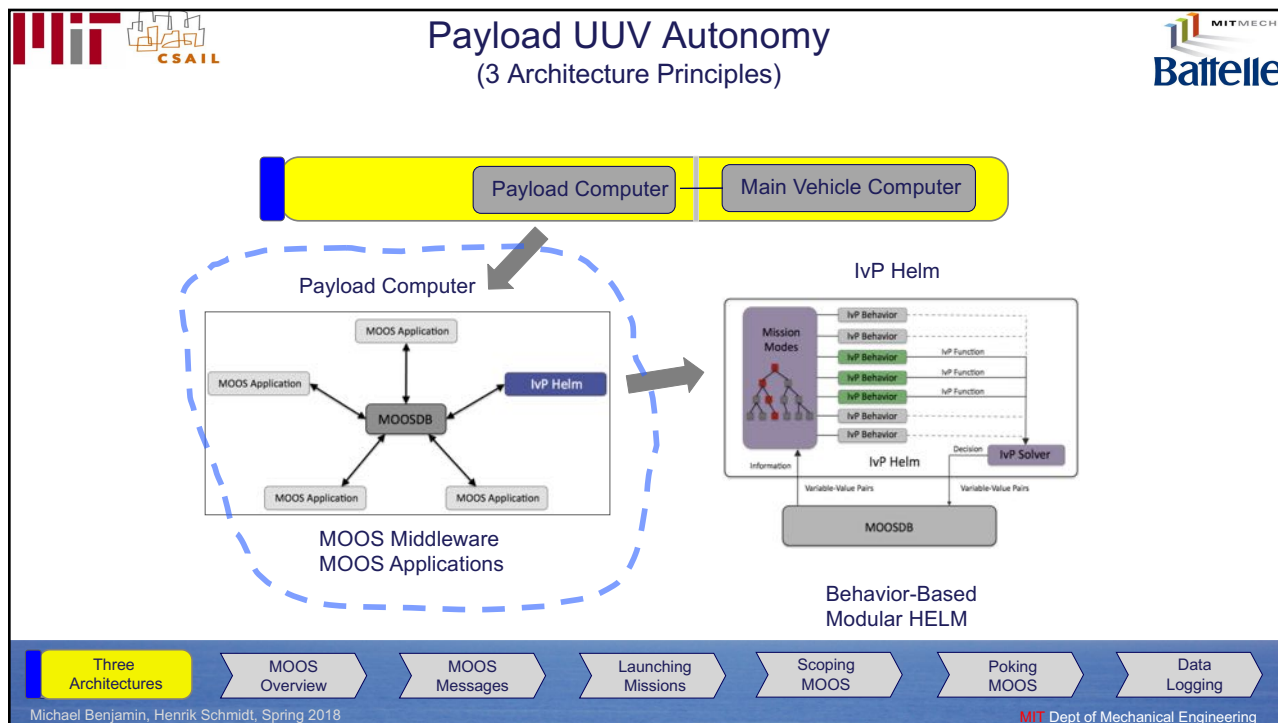 MIT
CSAIL
Payload UUV Autonomy
(3 Architecture Principles)
MITMECHE
Battelle
Payload Computer
Main Vehicle Computer
Payload Computer
MOOS Application
MOOS Application
IvP Helm
MOOSDB
MOOS Application
MOOS Application
MOOS Middleware
MOOS Applications
IvP Helm
Mission
Modes
IvP Behavior
IvP Behavior
IvP Behavior
IvP Function
IvP Behavior
IvP Function
IvP Behavior
IvP Function
IvP Behavior
IvP Behavior
IvP Helm
Decision
IvP Solver
Information
Variable-Value Pairs
Variable-Value Pairs
MOOSDB
Behavior-Based
Modular HELM
Three
Architectures
MOOS
Overview
MOOS
Messages
Launching
Missions
Scoping
MOOS
Poking
MOOS
Data
Logging
Michael Benjamin, Henrik Schmidt, Spring 2018
MIT Dept of Mechanical Engineering